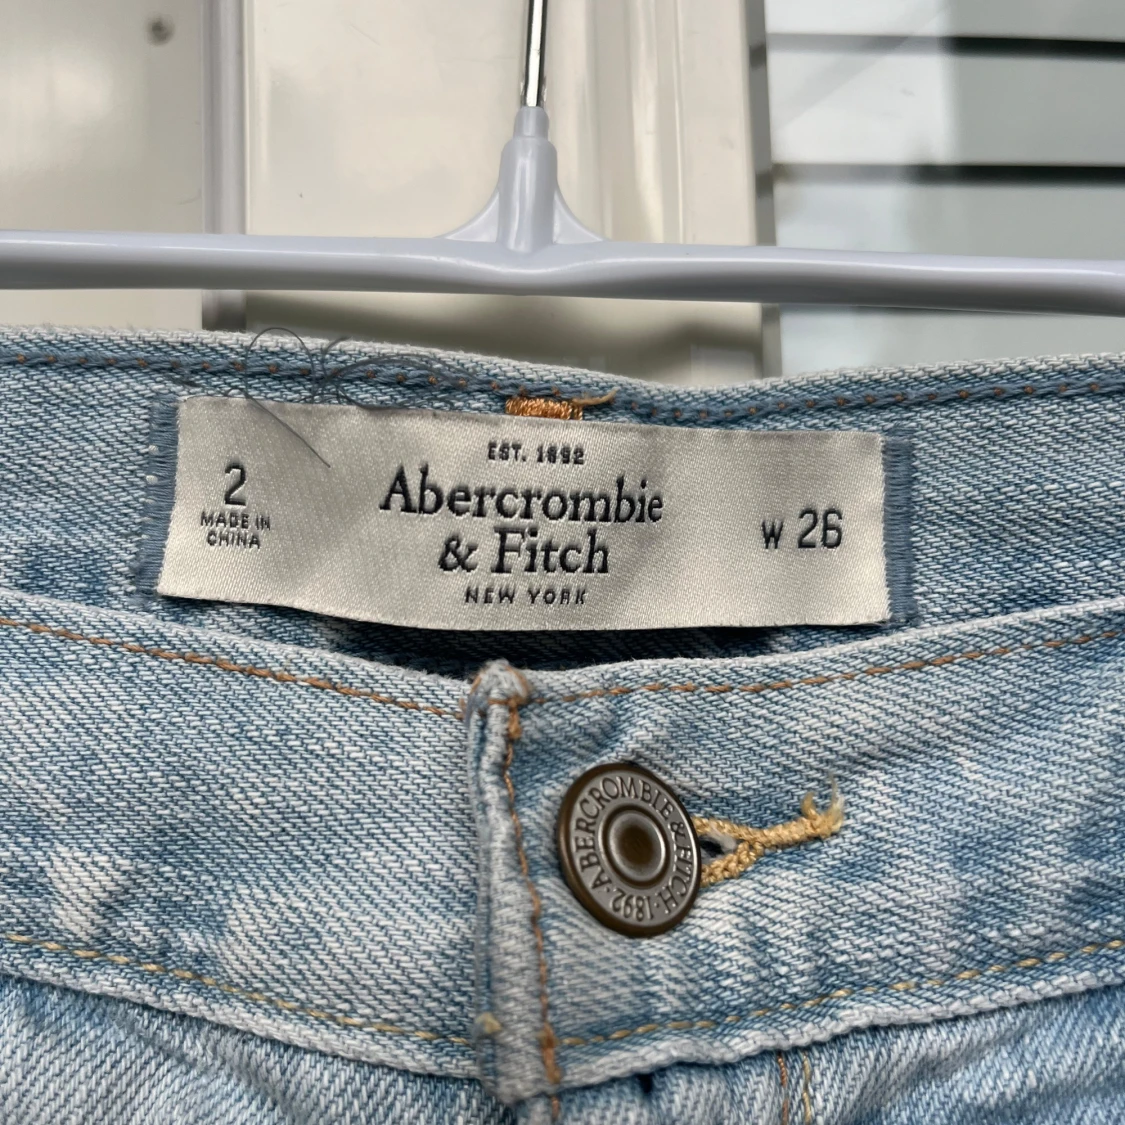 EST. 1892
2
MADE IN
CHINA
Abercrombie
& Fitch
NEW YORK
W 26
ABERCROMBIE & FITCH · 1892 ·